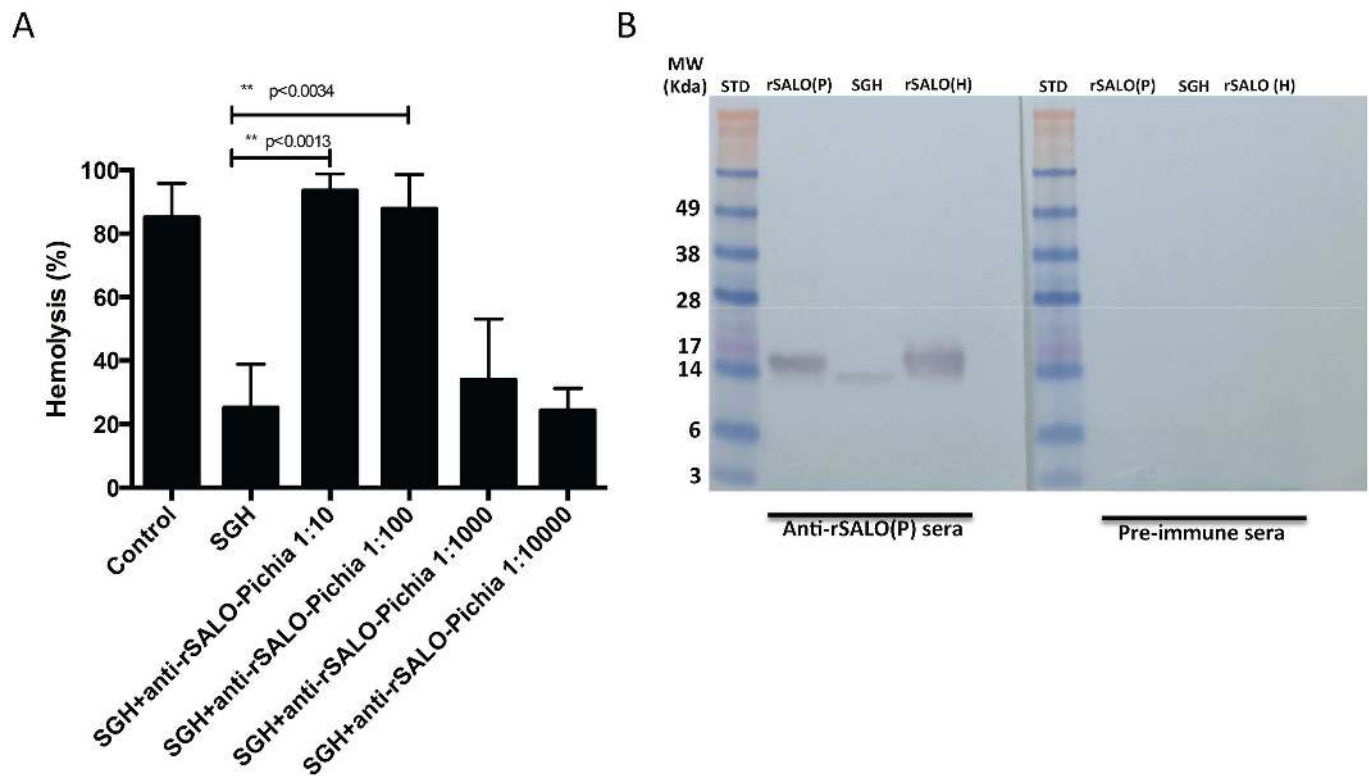 A
** p<0.0034
** p<0.0013
Hemolysis (%)
100
80
60
40
20
0
Control
SGH
SGH+anti-rSALO-Pichia 1:10
SGH+anti-rSALO-Pichia 1:100
SGH+anti-rSALO-Pichia 1:1000
SGH+anti-rSALO-Pichia 1:10000
B
MW
(Kda) STD rSALO(P) SGH rSALO(H) STD rSALO(P) SGH rSALO (H)
49
38
28
17
14
6
3
Anti-rSALO(P) sera Pre-immune sera